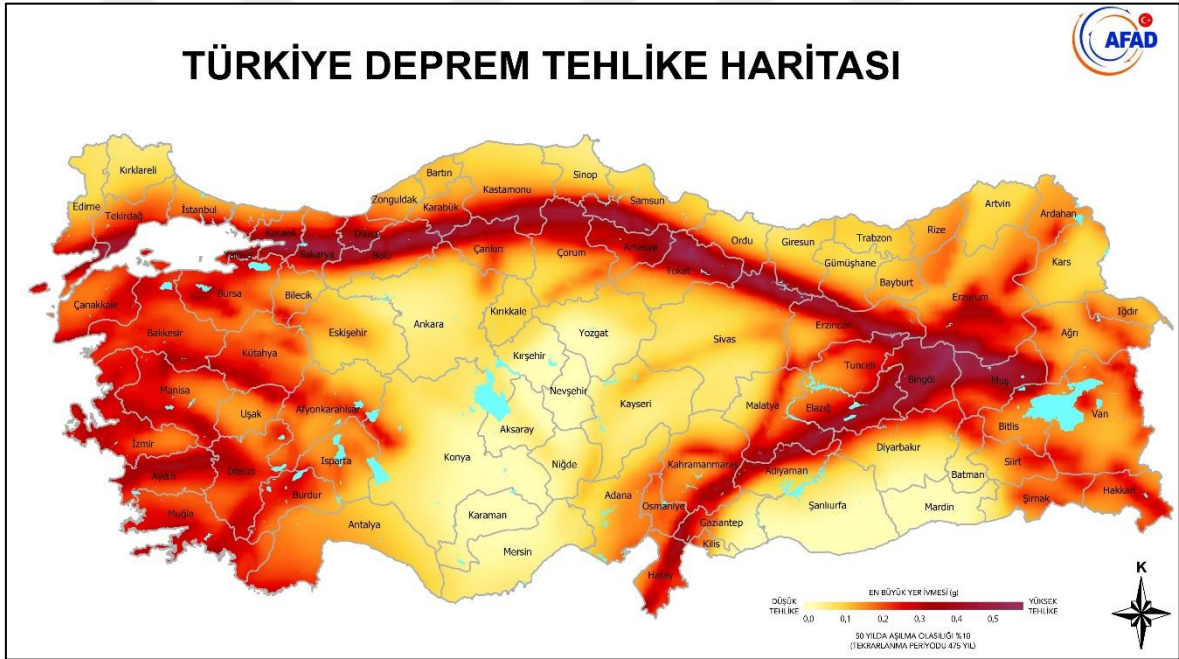 AFAD
TÜRKİYE DEPREM TEHLİKE HARİTASI
Kırklareli
Edirne
Tekirdağ
İstanbul
Kocaeli
Sakarya
Düzce
Bolu
Zonguldak
Bartın
Karabük
Kastamonu
Sinop
Samsun
Çankırı
Çorum
Amasya
Tokat
Ordu
Giresun
Trabzon
Gümüşhane
Bayburt
Rize
Artvin
Ardahan
Kars
Iğdır
Ağrı
Erzurum
Erzincan
Çanakkale
Bursa
Bilecik
Balıkesir
Kütahya
Eskişehir
Ankara
Kırıkkale
Kırşehir
Yozgat
Sivas
Tunceli
Bingöl
Muş
Manisa
Uşak
Afyonkarahisar
Nevşehir
Kayseri
Malatya
Elazığ
Bitlis
Van
İzmir
Aydın
Denizli
Isparta
Konya
Aksaray
Niğde
Kahramanmaraş
Adıyaman
Diyarbakır
Batman
Siirt
Şırnak
Hakkari
Muğla
Burdur
Antalya
Karaman
Mersin
Adana
Osmaniye
Gaziantep
Kilis
Hatay
Şanlıurfa
Mardin
EN BÜYÜK YER İVMESİ (g)
DÜŞÜK TEHLİKE
YÜKSEK TEHLİKE
0,0 0,1 0,2 0,3 0,4 0,5
50 YILDA AŞILMA OLASILIĞI %10
(TEKRARLANMA PERİYODU 475 YIL)
K